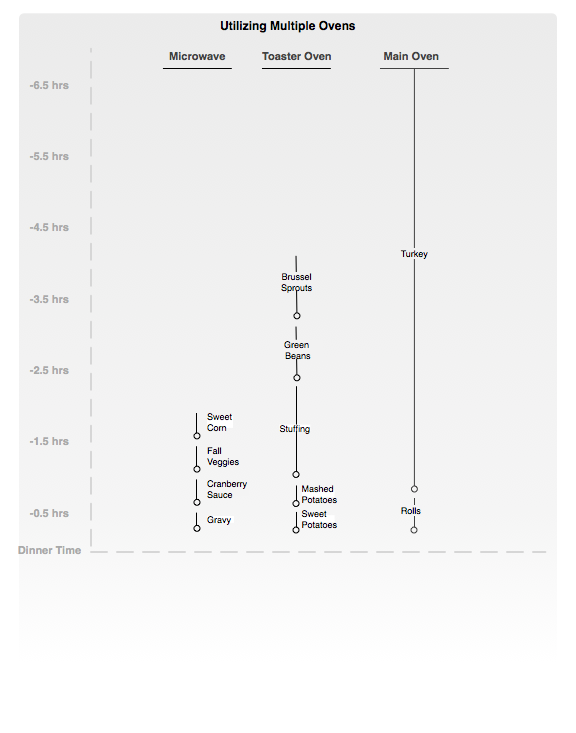 Utilizing Multiple Ovens
Microwave
Toaster Oven
Main Oven
-6.5 hrs
-5.5 hrs
-4.5 hrs
Turkey
Brussel
Sprouts
-3.5 hrs
Green
Beans
-2.5 hrs
Sweet
Corn
Stuffing
-1.5 hrs
Fall
Veggies
Cranberry
Sauce
Mashed
Potatoes
-0.5 hrs
Gravy
Sweet
Potatoes
Rolls
Dinner Time